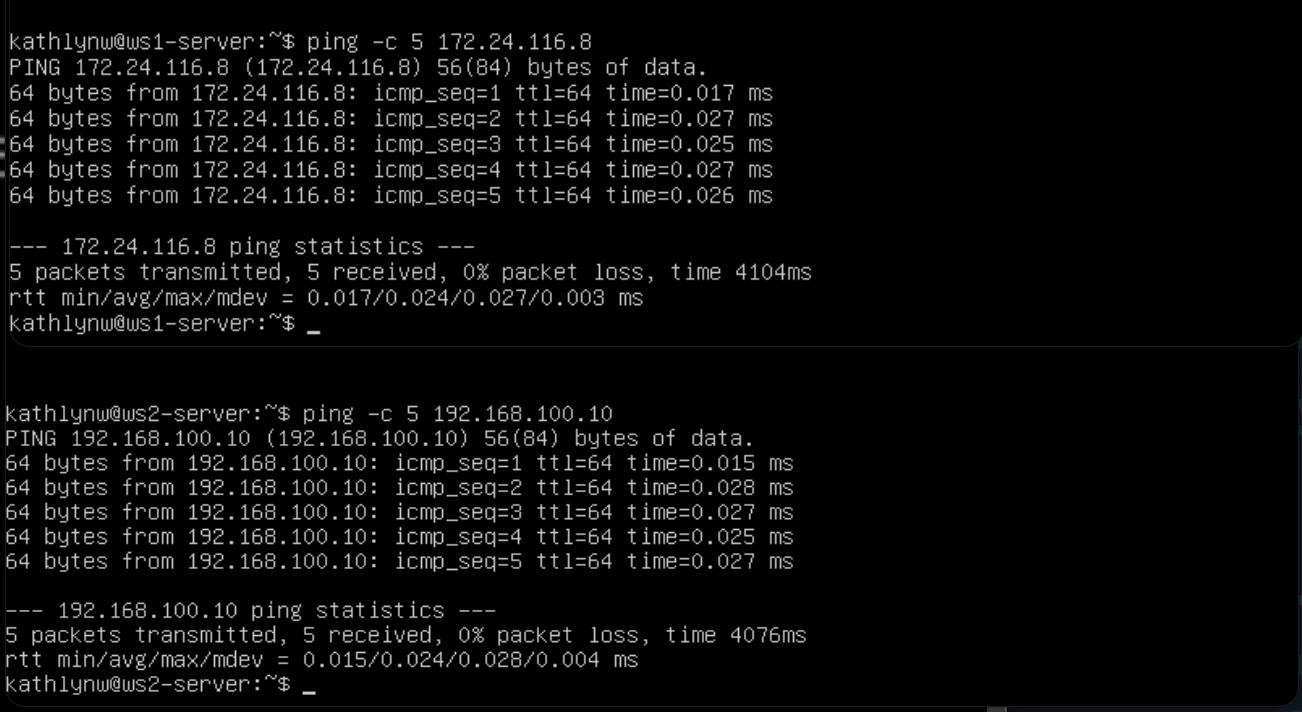 kathlynw@ws1-server:~$ ping -c 5 172.24.116.8
PING 172.24.116.8 (172.24.116.8) 56(84) bytes of data.
64 bytes from 172.24.116.8: icmp_seq=1 ttl=64 time=0.017 ms
64 bytes from 172.24.116.8: icmp_seq=2 ttl=64 time=0.027 ms
64 bytes from 172.24.116.8: icmp_seq=3 ttl=64 time=0.025 ms
64 bytes from 172.24.116.8: icmp_seq=4 ttl=64 time=0.027 ms
64 bytes from 172.24.116.8: icmp_seq=5 ttl=64 time=0.026 ms
--- 172.24.116.8 ping statistics ---
5 packets transmitted, 5 received, 0% packet loss, time 4104ms
rtt min/avg/max/mdev = 0.017/0.024/0.027/0.003 ms
kathlynw@ws1-server:~$ _
kathlynw@ws2-server:~$ ping -c 5 192.168.100.10
PING 192.168.100.10 (192.168.100.10) 56(84) bytes of data.
64 bytes from 192.168.100.10: icmp_seq=1 ttl=64 time=0.015 ms
64 bytes from 192.168.100.10: icmp_seq=2 ttl=64 time=0.028 ms
64 bytes from 192.168.100.10: icmp_seq=3 ttl=64 time=0.027 ms
64 bytes from 192.168.100.10: icmp_seq=4 ttl=64 time=0.025 ms
64 bytes from 192.168.100.10: icmp_seq=5 ttl=64 time=0.027 ms
--- 192.168.100.10 ping statistics ---
5 packets transmitted, 5 received, 0% packet loss, time 4076ms
rtt min/avg/max/mdev = 0.015/0.024/0.028/0.004 ms
kathlynw@ws2-server:~$ _